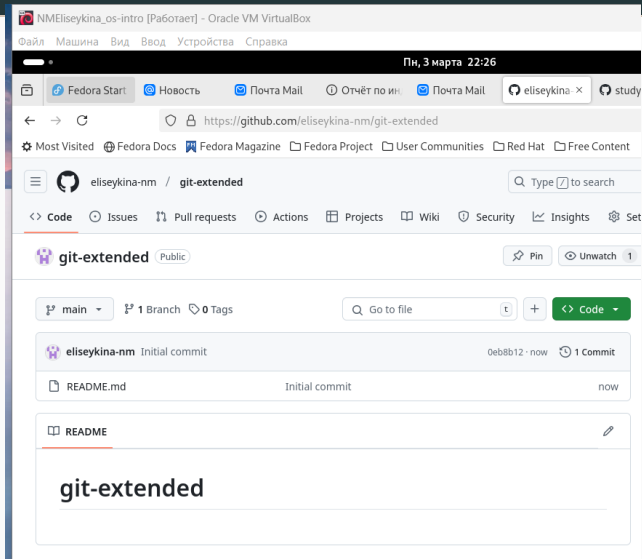 NMEliseykina_os-intro [Работает] - Oracle VM VirtualBox
Файл Машина Вид Ввод Устройства Справка
Пн, 3 марта 22:26
Fedora Start Новость Почта Mail Отчёт по ин Почта Mail eliseykina- × study
https://github.com/eliseykina-nm/git-extended
Most Visited Fedora Docs Fedora Magazine Fedora Project User Communities Red Hat Free Content
eliseykina-nm / git-extended Type / to search
Code Issues Pull requests Actions Projects Wiki Security Insights Set
git-extended Public Pin Unwatch 1
main 1 Branch 0 Tags Go to file t + Code
eliseykina-nm Initial commit 0eb8b12 · now 1 Commit
README.md Initial commit now
README
git-extended